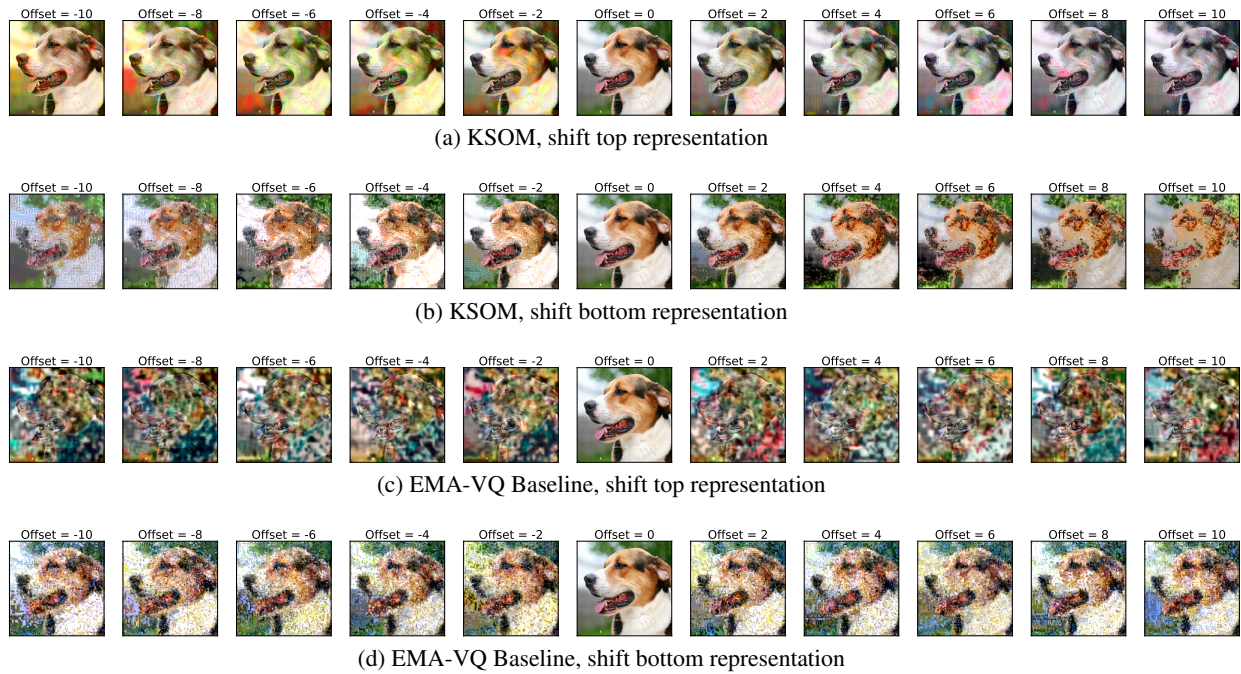 Offset = -10 Offset = -8 Offset = -6 Offset = -4 Offset = -2 Offset = 0 Offset = 2 Offset = 4 Offset = 6 Offset = 8 Offset = 10
(a) KSOM, shift top representation
Offset = -10 Offset = -8 Offset = -6 Offset = -4 Offset = -2 Offset = 0 Offset = 2 Offset = 4 Offset = 6 Offset = 8 Offset = 10
(b) KSOM, shift bottom representation
Offset = -10 Offset = -8 Offset = -6 Offset = -4 Offset = -2 Offset = 0 Offset = 2 Offset = 4 Offset = 6 Offset = 8 Offset = 10
(c) EMA-VQ Baseline, shift top representation
Offset = -10 Offset = -8 Offset = -6 Offset = -4 Offset = -2 Offset = 0 Offset = 2 Offset = 4 Offset = 6 Offset = 8 Offset = 10
(d) EMA-VQ Baseline, shift bottom representation